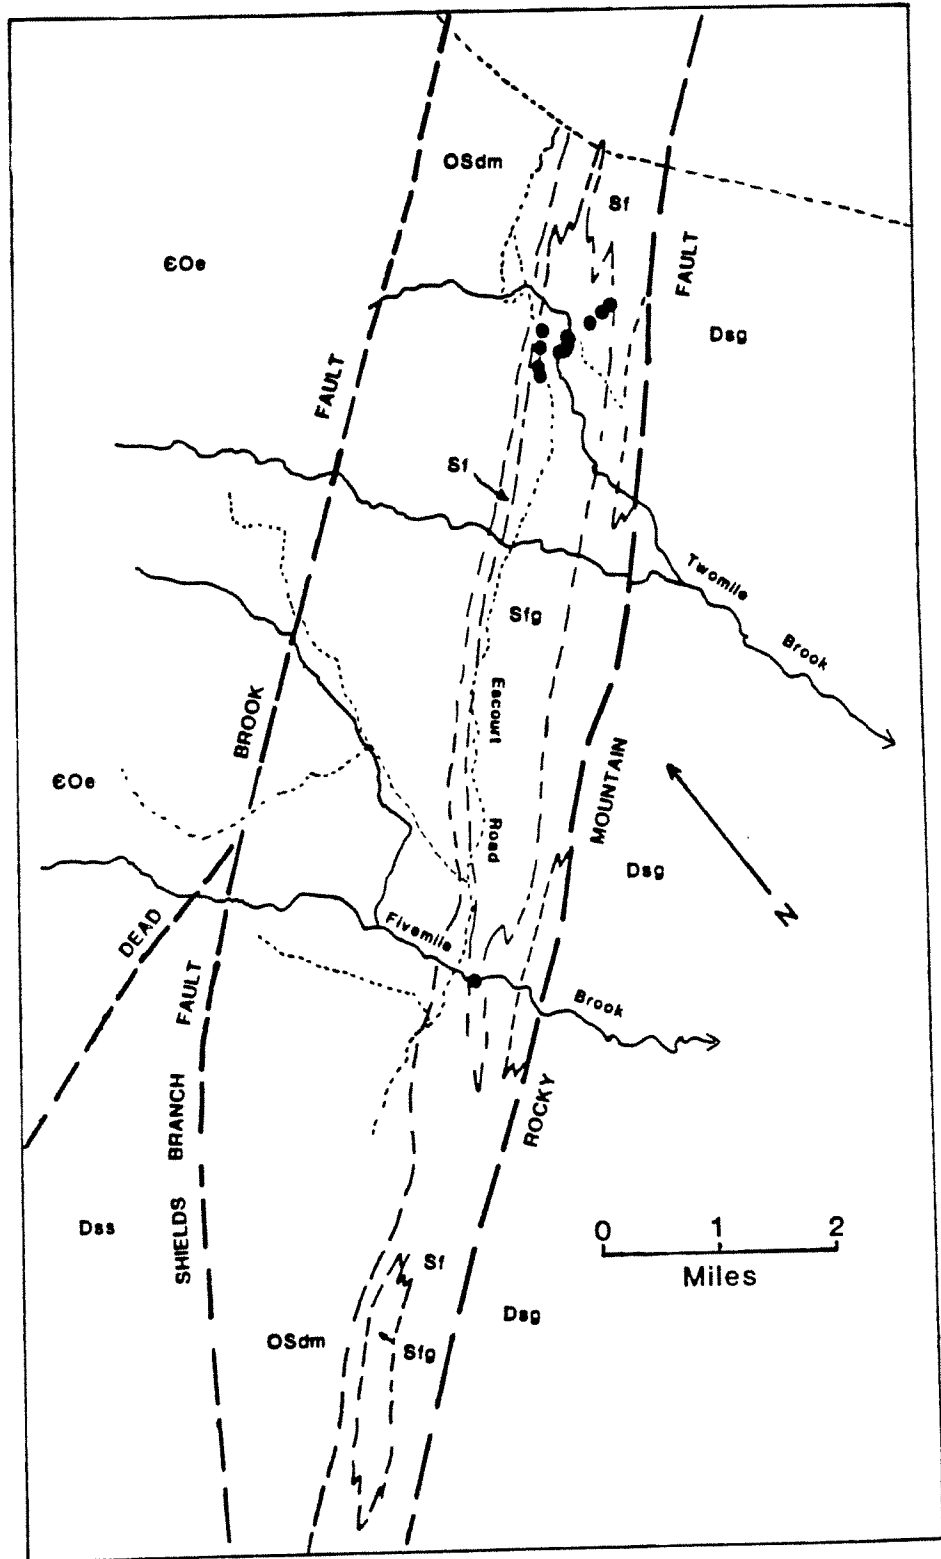 OSdm
Sf
ЄOe
FAULT
Dsg
FAULT
Sf
Twomile
Brook
Sfg
Escourt
Road
BROOK
MOUNTAIN
ЄOe
Dsg
N
DEAD
Fivemile
Brook
FAULT
BRANCH
ROCKY
SHIELDS
Dss
0 1 2
Miles
Sf
Dsg
OSdm
Sfg